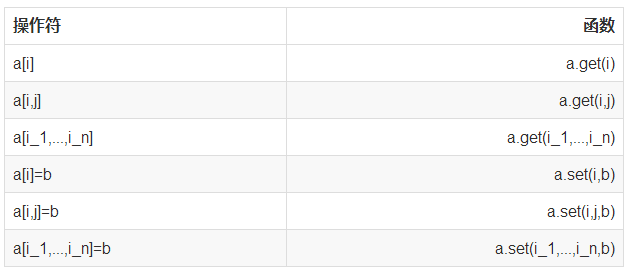 操作符 函数
a[i] a.get(i)
a[i,j] a.get(i,j)
a[i_1,...,i_n] a.get(i_1,...,i_n)
a[i]=b a.set(i,b)
a[i,j]=b a.set(i,j,b)
a[i_1,...,i_n]=b a.set(i_1,...,i_n,b)